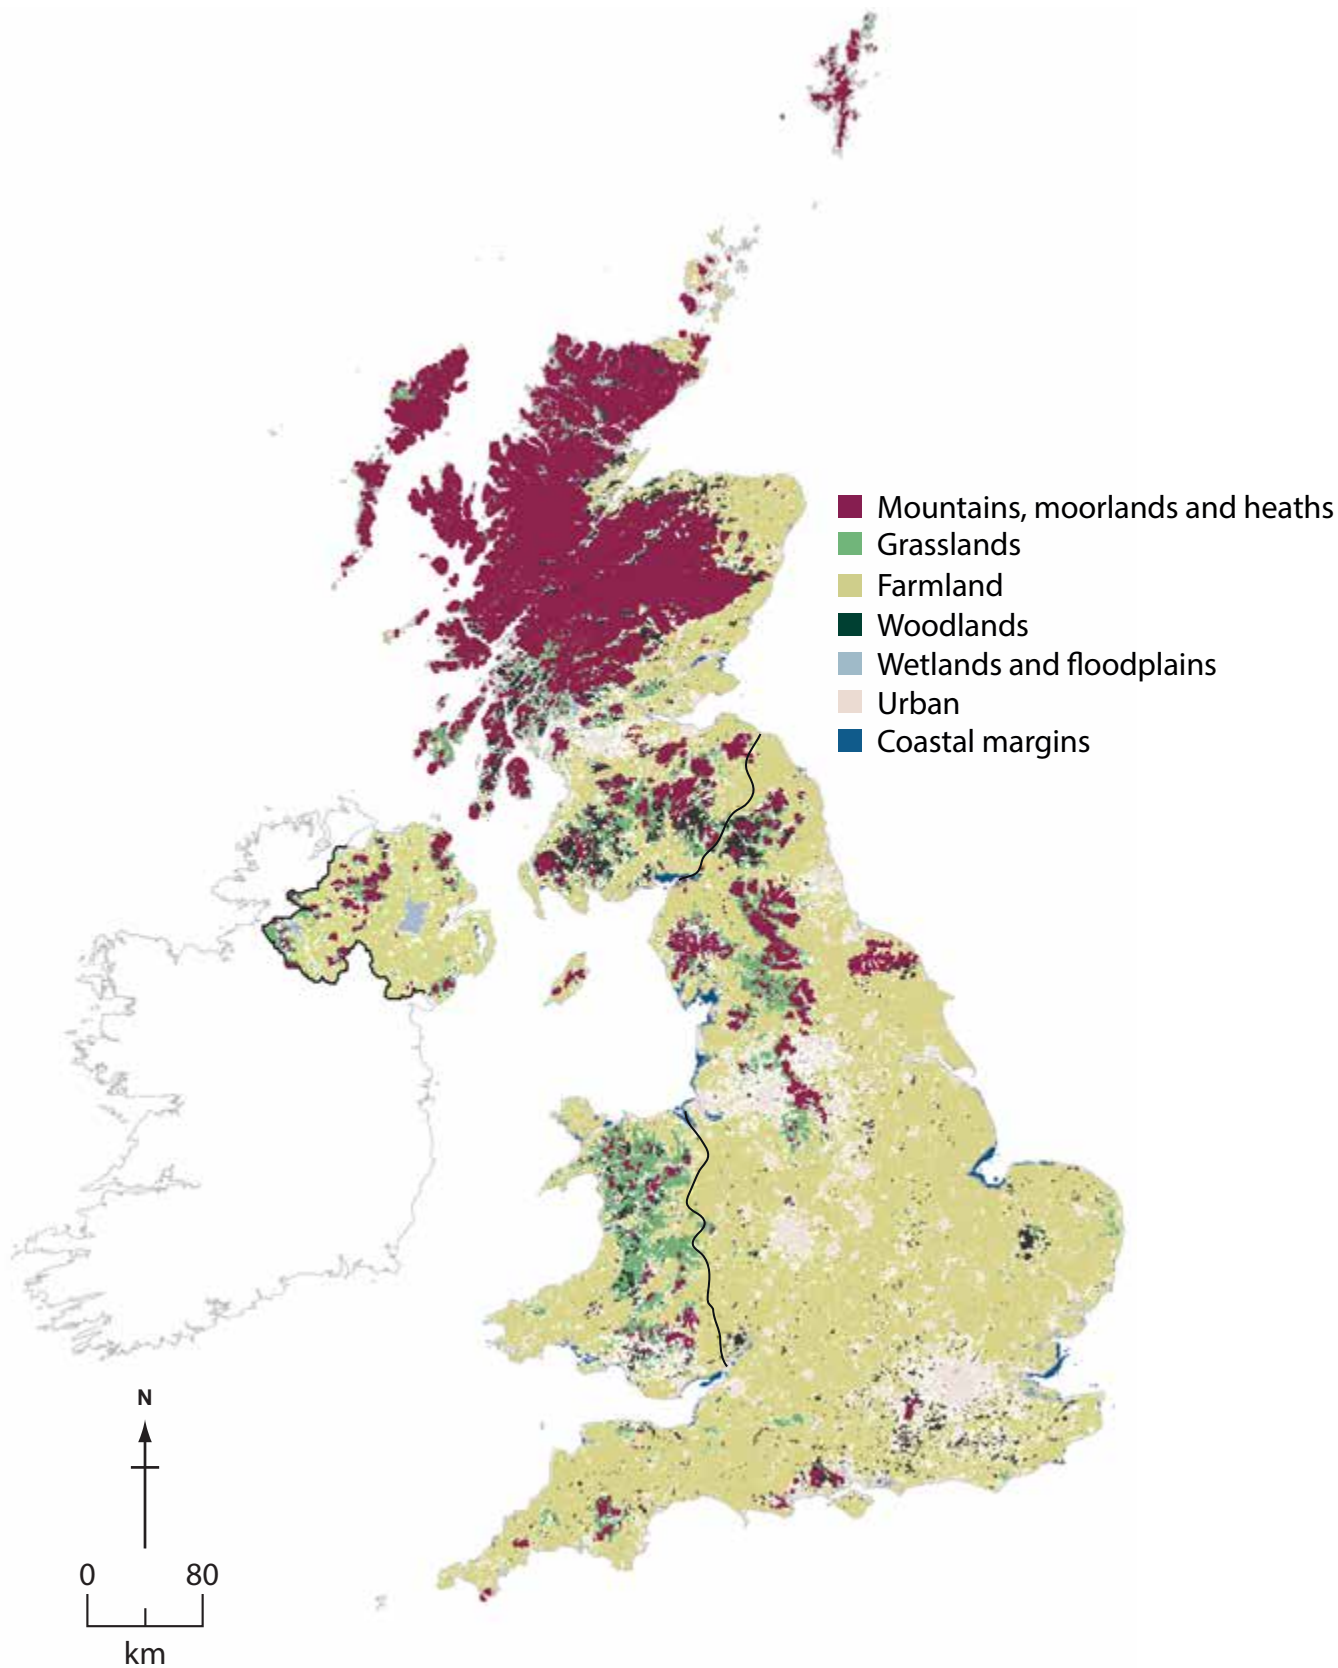 Mountains, moorlands and heaths
Grasslands
Farmland
Woodlands
Wetlands and floodplains
Urban
Coastal margins
N
0 80
km